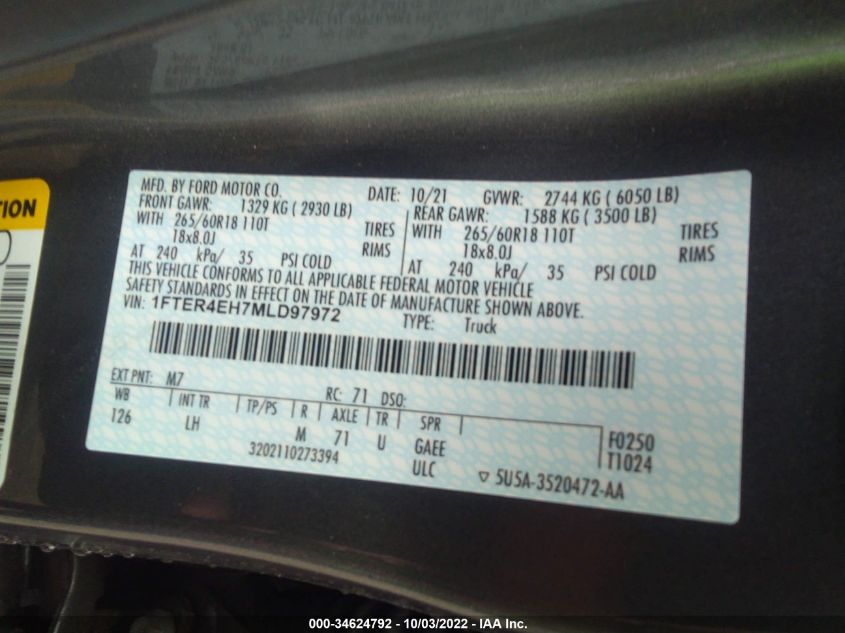 TION
MFD. BY FORD MOTOR CO. DATE: 10/21 GVWR: 2744 KG ( 6050 LB)
FRONT GAWR: 1329 KG ( 2930 LB) REAR GAWR: 1588 KG ( 3500 LB)
WITH 265/60R18 110T TIRES WITH 265/60R18 110T TIRES
18x8.0J RIMS 18x8.0J RIMS
AT 240 kPa/ 35 PSI COLD AT 240 kPa/ 35 PSI COLD
THIS VEHICLE CONFORMS TO ALL APPLICABLE FEDERAL MOTOR VEHICLE
SAFETY STANDARDS IN EFFECT ON THE DATE OF MANUFACTURE SHOWN ABOVE.
VIN: 1FTER4EH7MLD97972 TYPE: Truck
EXT PNT: M7 RC: 71 DSO:
WB INT TR TP/PS R AXLE TR SPR F0250
126 LH M 71 U GAEE T1024
3202110273394 ULC 5U5A-3520472-AA
000-34624792 - 10/03/2022 - IAA Inc.